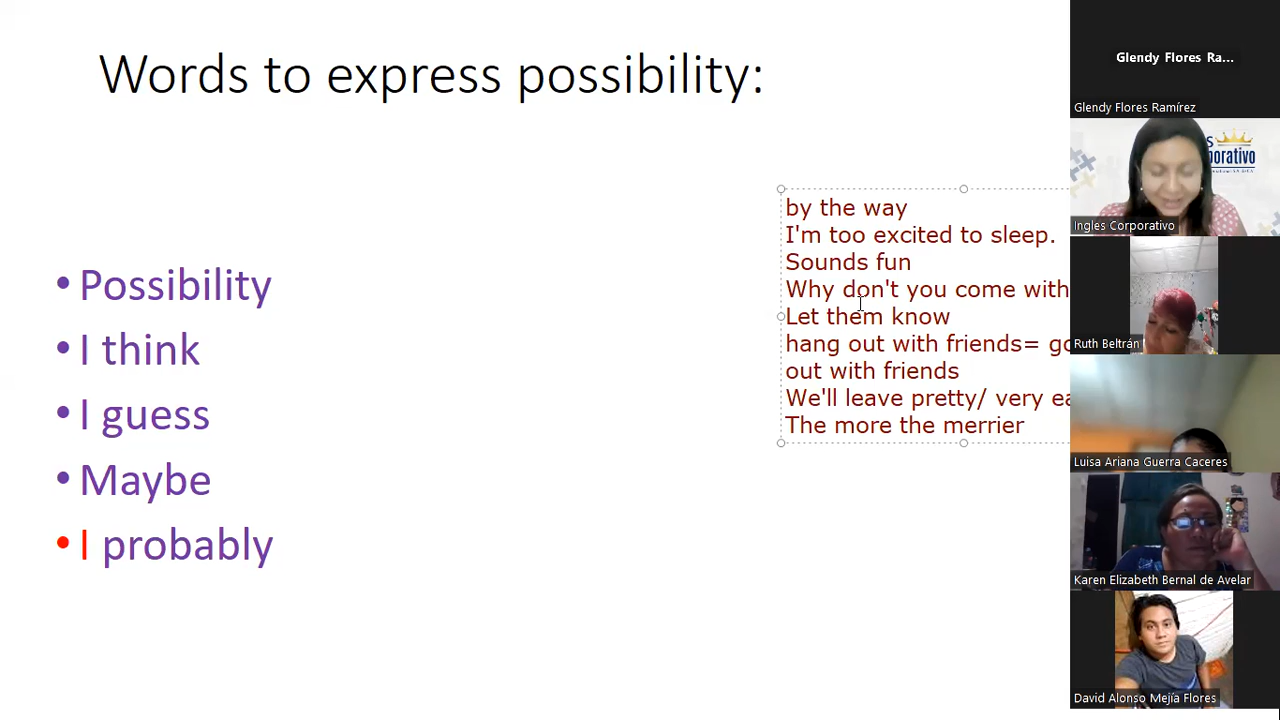 Words to express possibility:
• Possibility
• I think
• I guess
• Maybe
• I probably
by the way
I'm too excited to sleep.
Sounds fun
Why don't you come with
Let them know
hang out with friends= go
out with friends
We'll leave pretty/ very ea
The more the merrier
Glendy Flores Ra...
Glendy Flores Ramírez
Ingles Corporativo
Ruth Beltrán
Luisa Ariana Guerra Caceres
Karen Elizabeth Bernal de Avelar
David Alonso Mejía Flores